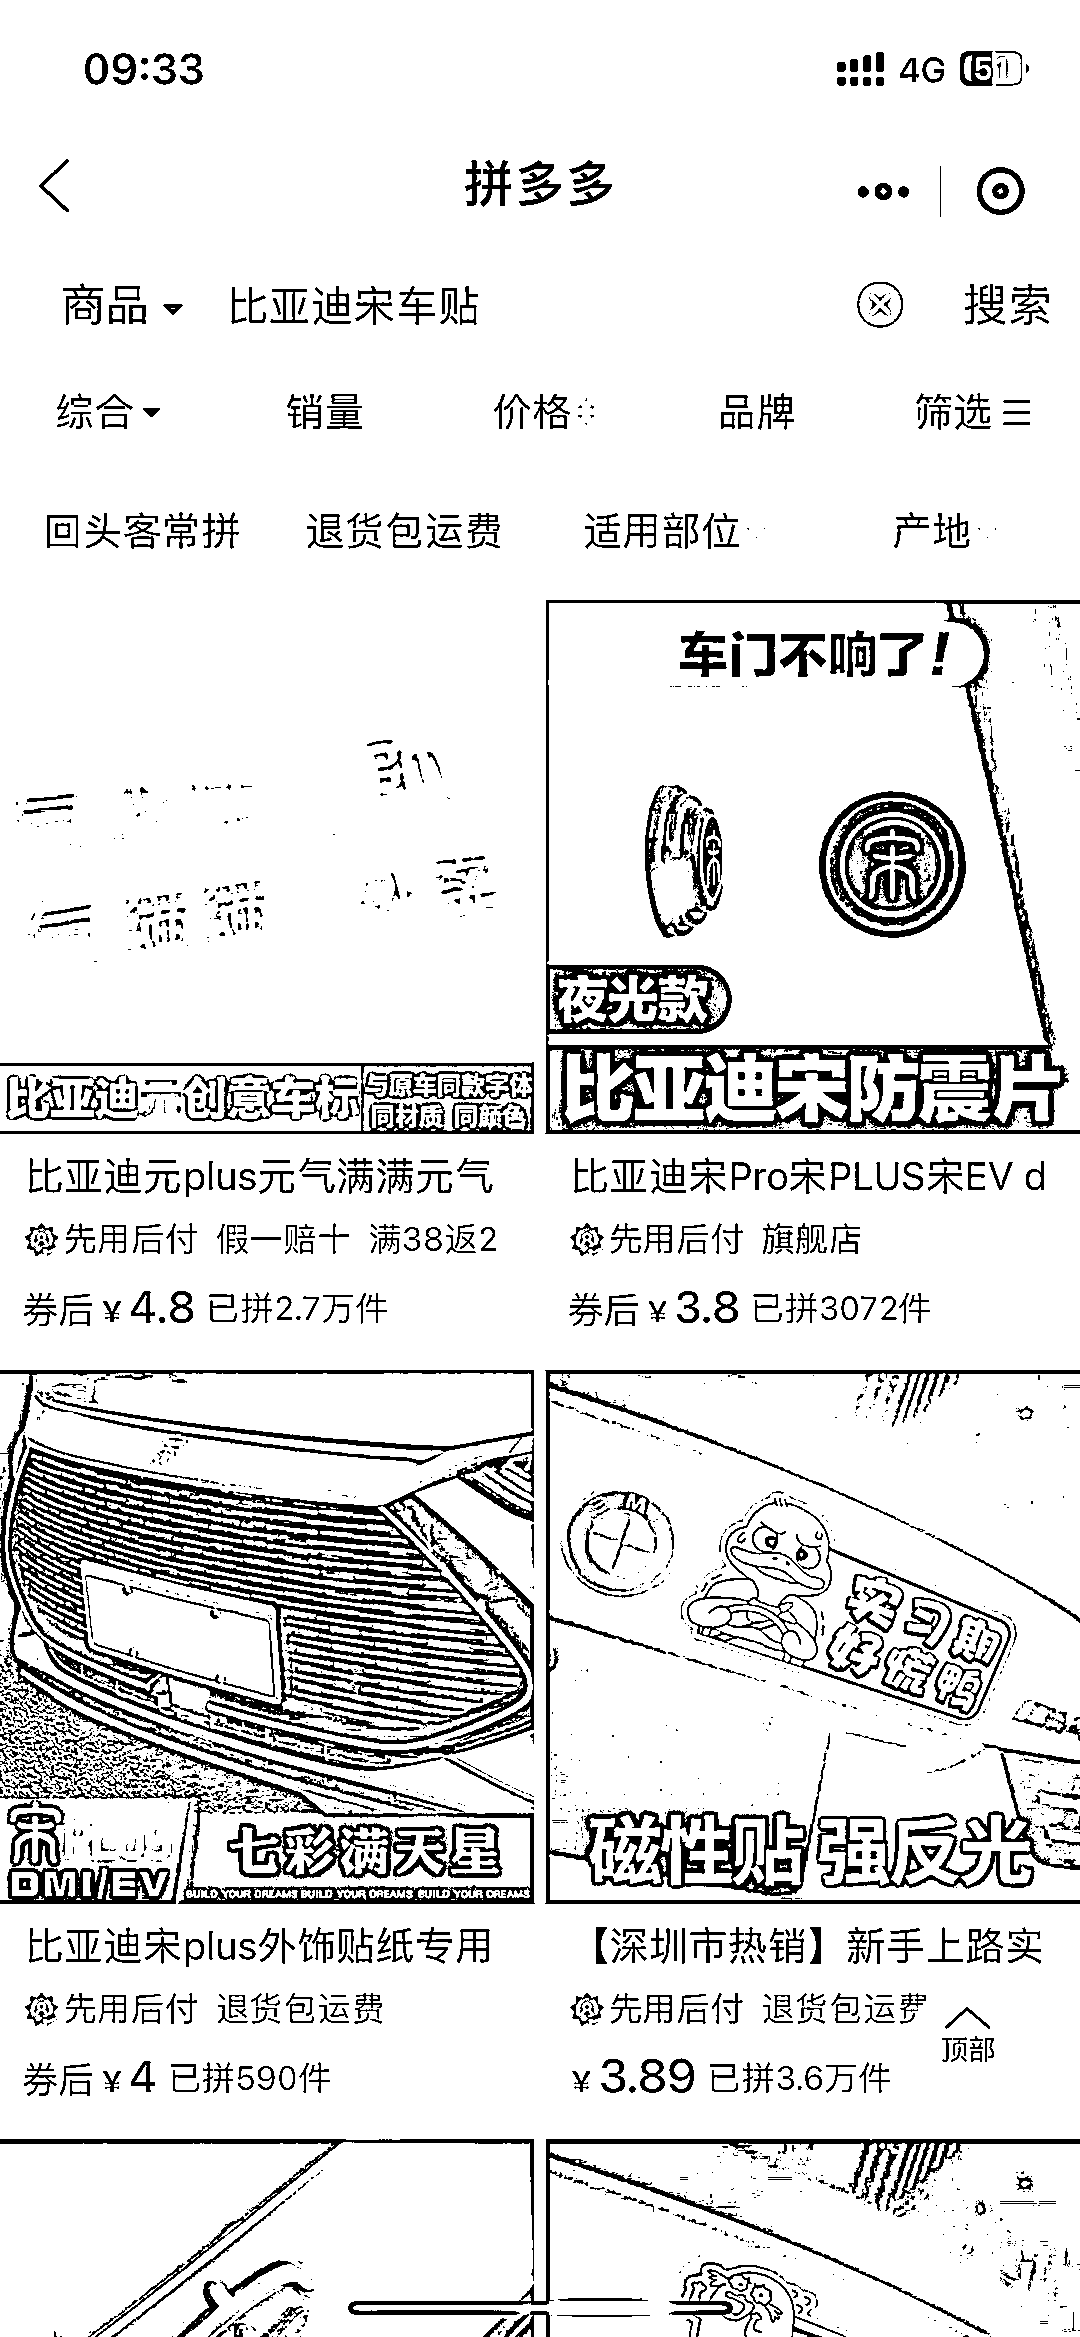 09:33
4G
拼多多
商品 比亚迪宋车贴 搜索
综合 销量 价格 品牌 筛选
回头客常拼 退货包运费 适用部位 产地
车门不响了!
宋
夜光款
比亚迪宋防震片
比亚迪元创意车标 与原车同款字体
同材质 同颜色
比亚迪元plus元气满满元气
先用后付 假一赔十 满38返2
券后 ¥4.8 已拼2.7万件
比亚迪宋Pro宋PLUS宋EV d
先用后付 旗舰店
券后 ¥3.8 已拼3072件
宋PLUS
DMI/EV
七彩满天星
BUILD YOUR DREAMS BUILD YOUR DREAMS BUILD YOUR DREAMS
实习期
好慌鸭
磁性贴 强反光
比亚迪宋plus外饰贴纸专用
先用后付 退货包运费
券后 ¥4 已拼590件
【深圳市热销】新手上路实
先用后付 退货包运费
¥3.89 已拼3.6万件
顶部